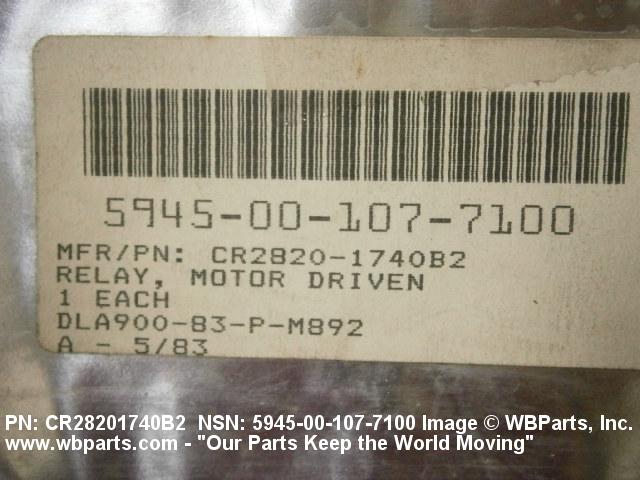 5945-00-107-7100
MFR/PN: CR2820-1740B2
RELAY, MOTOR DRIVEN
1 EACH
DLA900-83-P-M892
A - 5/83
PN: CR28201740B2 NSN: 5945-00-107-7100 Image © WBParts, Inc.
www.wbparts.com - "Our Parts Keep the World Moving"